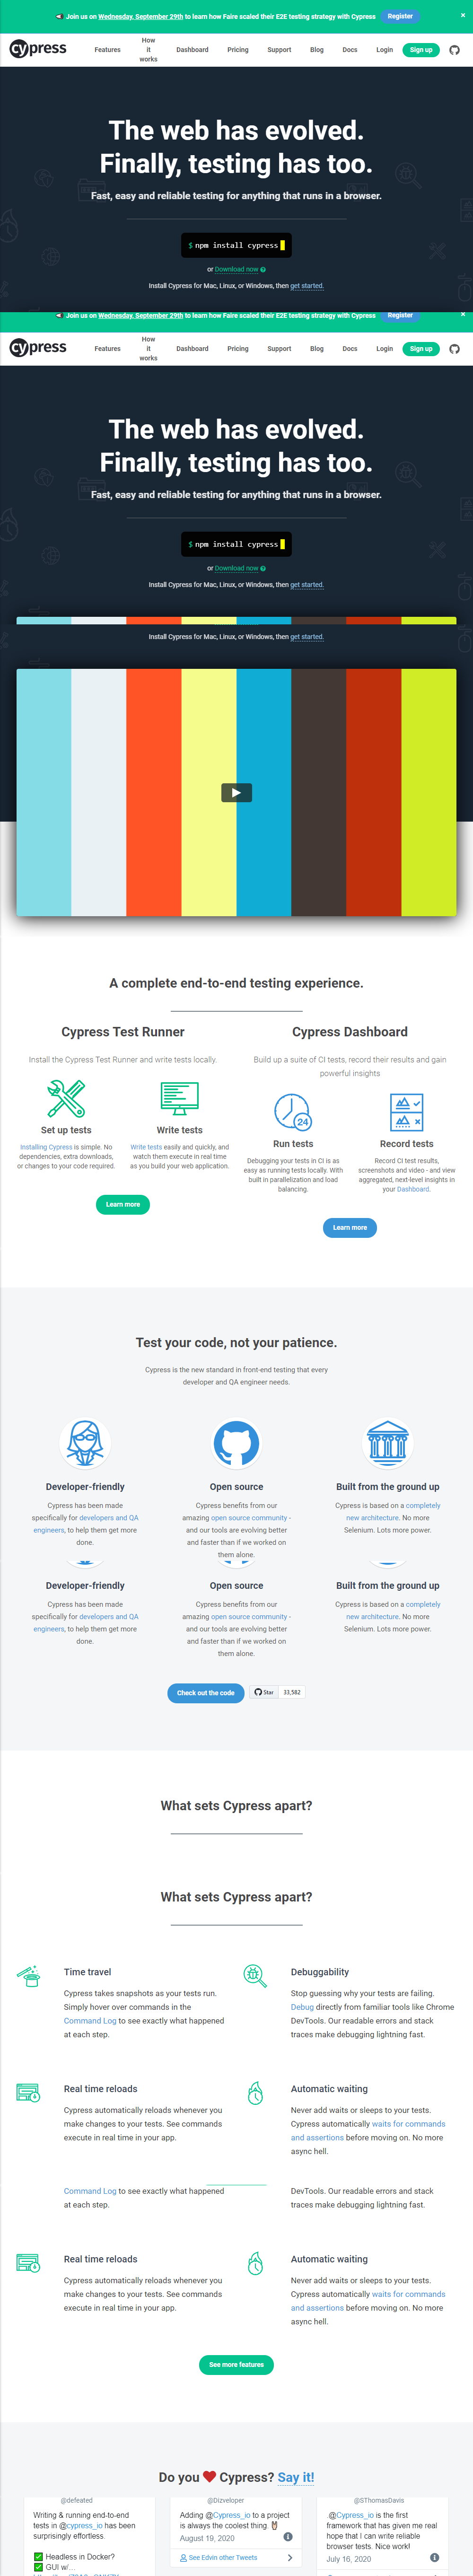 Join us on Wednesday, September 29th to learn how Faire scaled their E2E testing strategy with Cypress Register ×
cypress Features How it works Dashboard Pricing Support Blog Docs Login Sign up
The web has evolved.
Finally, testing has too.
Fast, easy and reliable testing for anything that runs in a browser.
$ npm install cypress
or Download now
Install Cypress for Mac, Linux, or Windows, then get started.
Join us on Wednesday, September 29th to learn how Faire scaled their E2E testing strategy with Cypress Register ×
cypress Features How it works Dashboard Pricing Support Blog Docs Login Sign up
The web has evolved.
Finally, testing has too.
Fast, easy and reliable testing for anything that runs in a browser.
$ npm install cypress
or Download now
Install Cypress for Mac, Linux, or Windows, then get started.
Install Cypress for Mac, Linux, or Windows, then get started.
A complete end-to-end testing experience.
Cypress Test Runner
Install the Cypress Test Runner and write tests locally.
Set up tests
Installing Cypress is simple. No
dependencies, extra downloads,
or changes to your code required.
Write tests
Write tests easily and quickly, and
watch them execute in real time
as you build your web application.
Learn more
Cypress Dashboard
Build up a suite of CI tests, record their results and gain
powerful insights
24
Run tests
Debugging your tests in CI is as
easy as running tests locally. With
built in parallelization and load
balancing.
Record tests
Record CI test results,
screenshots and video - and view
aggregated, next-level insights in
your Dashboard.
Learn more
Test your code, not your patience.
Cypress is the new standard in front-end testing that every
developer and QA engineer needs.
Developer-friendly
Cypress has been made
specifically for developers and QA
engineers, to help them get more
done.
Open source
Cypress benefits from our
amazing open source community -
and our tools are evolving better
and faster than if we worked on
them alone.
Built from the ground up
Cypress is based on a completely
new architecture. No more
Selenium. Lots more power.
Developer-friendly
Cypress has been made
specifically for developers and QA
engineers, to help them get more
done.
Open source
Cypress benefits from our
amazing open source community -
and our tools are evolving better
and faster than if we worked on
them alone.
Built from the ground up
Cypress is based on a completely
new architecture. No more
Selenium. Lots more power.
Check out the code Star 33,582
What sets Cypress apart?
What sets Cypress apart?
Time travel
Cypress takes snapshots as your tests run.
Simply hover over commands in the
Command Log to see exactly what happened
at each step.
Debuggability
Stop guessing why your tests are failing.
Debug directly from familiar tools like Chrome
DevTools. Our readable errors and stack
traces make debugging lightning fast.
Real time reloads
Cypress automatically reloads whenever you
make changes to your tests. See commands
execute in real time in your app.
Automatic waiting
Never add waits or sleeps to your tests.
Cypress automatically waits for commands
and assertions before moving on. No more
async hell.
Command Log to see exactly what happened
at each step.
DevTools. Our readable errors and stack
traces make debugging lightning fast.
Real time reloads
Cypress automatically reloads whenever you
make changes to your tests. See commands
execute in real time in your app.
Automatic waiting
Never add waits or sleeps to your tests.
Cypress automatically waits for commands
and assertions before moving on. No more
async hell.
See more features
Do you ❤ Cypress? Say it!
@defeated
Writing & running end-to-end
tests in @cypress_io has been
surprisingly effortless.
✅ Headless in Docker?
✅ GUI w/
@Dizveloper
Adding @Cypress_io to a project
is always the coolest thing.
August 19, 2020
See Edvin other Tweets
@SThomasDavis
.@Cypress_io is the first
framework that has given me real
hope that I can write reliable
browser tests. Nice work!
July 16, 2020